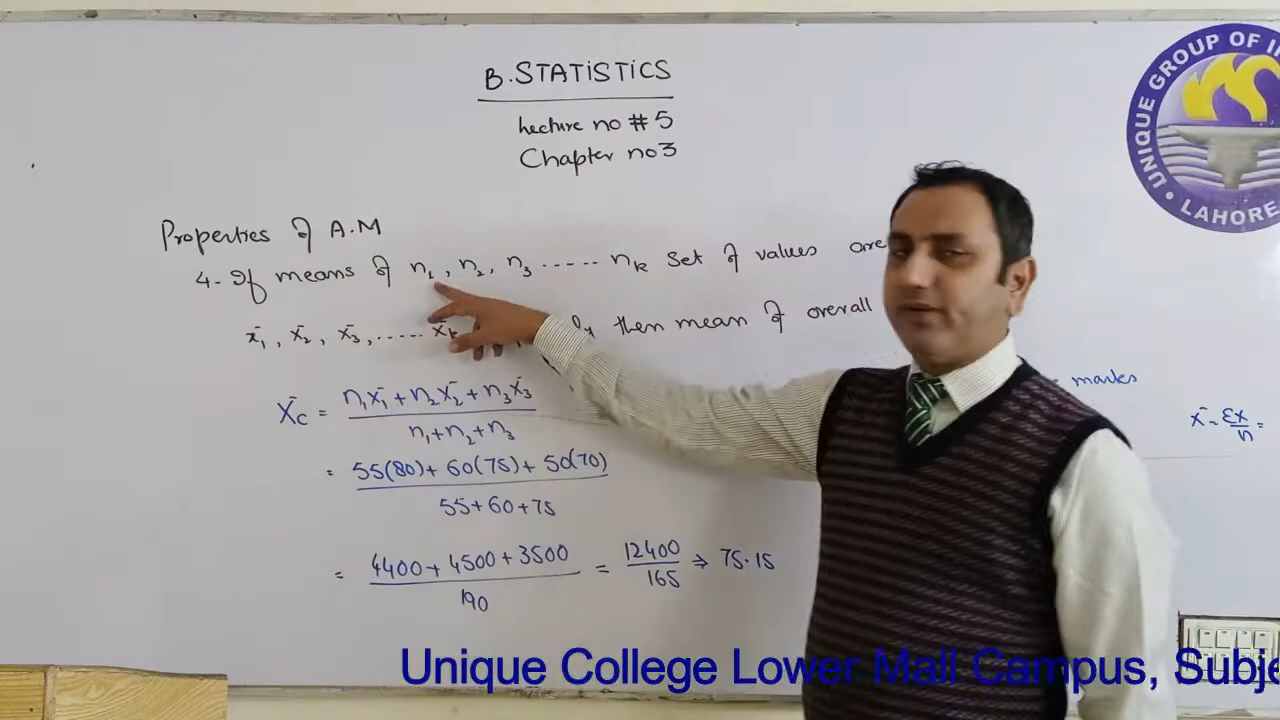 B.STATISTICS
Lecture no # 5
Chapter no 3
UNIQUE GROUP OF I
LAHORE
Properties of A.M
4- If means of n₁, n₂, n₃ ..... nₖ Set of values are
x̄₁, x̄₂, x̄₃, ..... x̄ₖ then mean of overall
marks
X̄c = (n₁x̄₁ + n₂x̄₂ + n₃x̄₃) / (n₁ + n₂ + n₃)
x̄ = Σx/n =
= (55(80) + 60(75) + 50(70)) / (55 + 60 + 75)
= (4400 + 4500 + 3500) / 190 = 12400 / 165 ⇒ 75.15
Unique College Lower Mall Campus, Subje